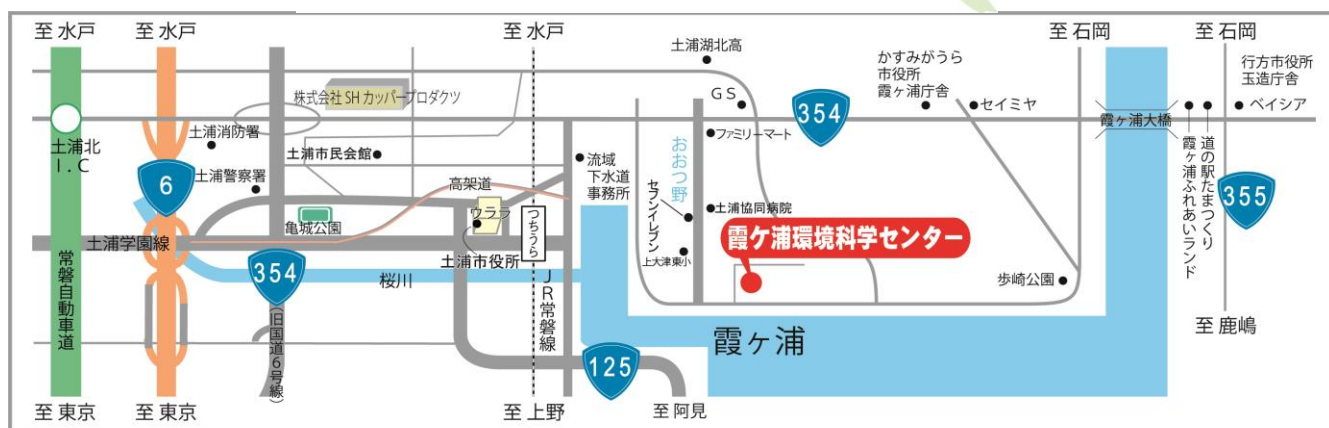 至 水戸
至 水戸
至 水戸
至 石岡
至 石岡
土浦湖北高
株式会社 SH カッパープロダクツ
GS
354
かすみがうら
市役所
霞ヶ浦庁舎
セイミヤ
行方市役所
玉造庁舎
ベイシア
土浦北
I.C
土浦消防署
土浦市民会館
ファミリーマート
霞ヶ浦大橋
道の駅たまつくり
霞ヶ浦ふれあいランド
6
土浦警察署
高架道
流域
下水道
事務所
おおつ野
セブンイレブン
土浦協同病院
355
亀城公園
ウララ
つちうら
上大津東小
霞ケ浦環境科学センター
土浦学園線
土浦市役所
354
桜川
JR常磐線
歩崎公園
常磐自動車道
(旧国道6号線)
125
霞ヶ浦
至 鹿嶋
至 東京
至 東京
至 上野
至 阿見